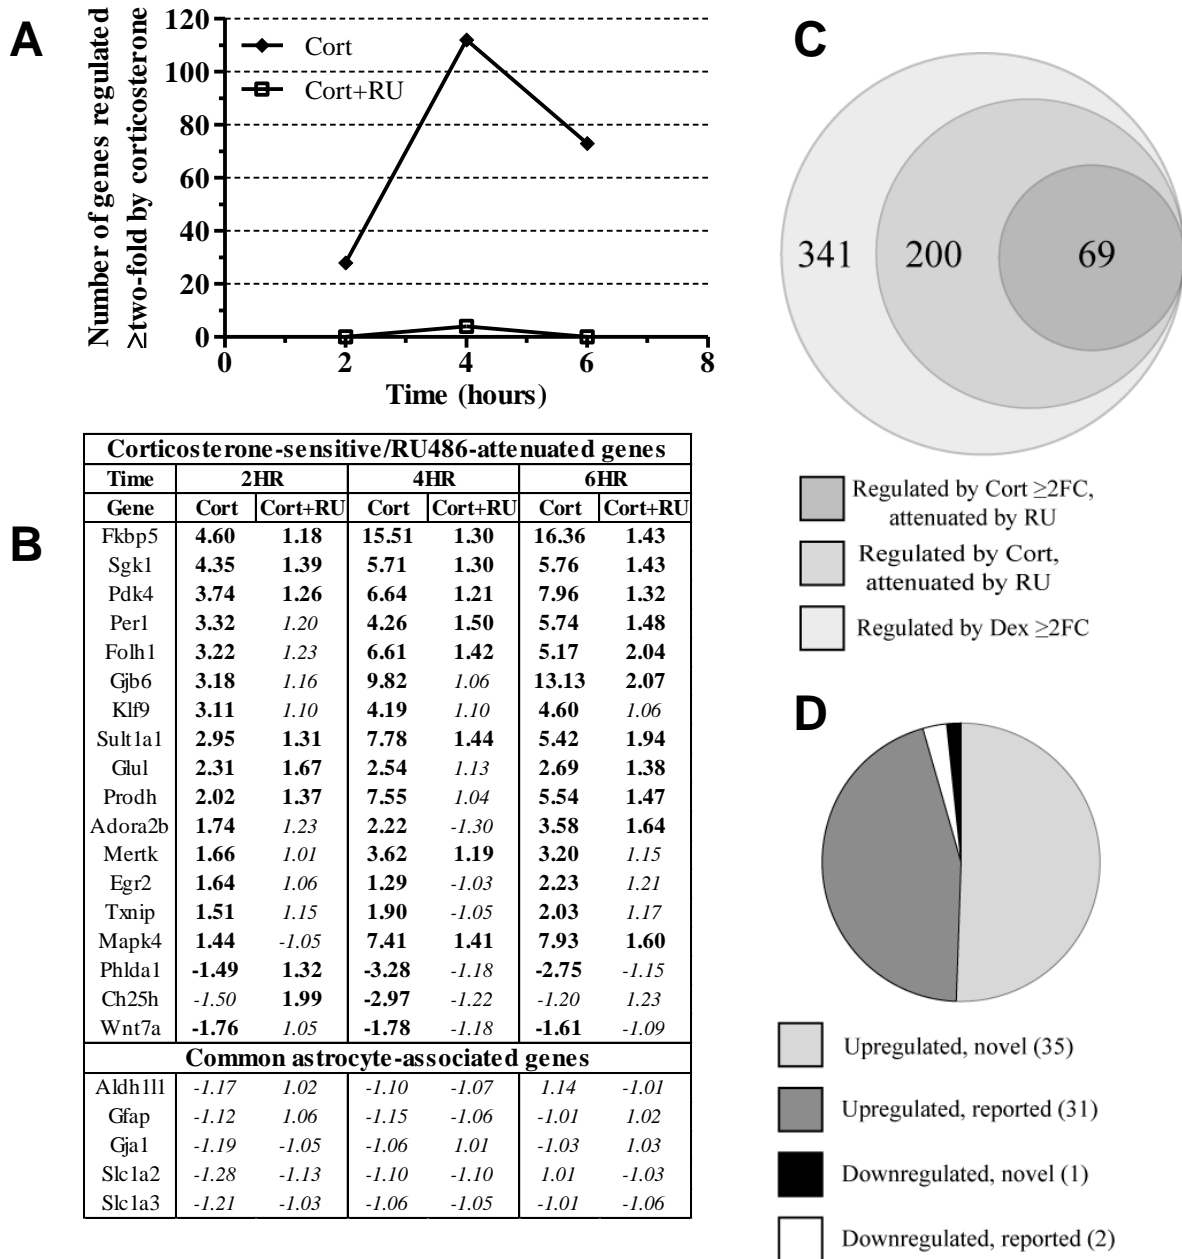 A
Number of genes regulated
≥two-fold by corticosterone
120
100
80
60
40
20
0
Cort
Cort+RU
0 2 4 6 8
Time (hours)
B
Corticosterone-sensitive/RU486-attenuated genes
Time 2HR 4HR 6HR
Gene Cort Cort+RU Cort Cort+RU Cort Cort+RU
Fkbp5 4.60 1.18 15.51 1.30 16.36 1.43
Sgk1 4.35 1.39 5.71 1.30 5.76 1.43
Pdk4 3.74 1.26 6.64 1.21 7.96 1.32
Per1 3.32 1.20 4.26 1.50 5.74 1.48
Folh1 3.22 1.23 6.61 1.42 5.17 2.04
Gjb6 3.18 1.16 9.82 1.06 13.13 2.07
Klf9 3.11 1.10 4.19 1.10 4.60 1.06
Sult1a1 2.95 1.31 7.78 1.44 5.42 1.94
Glul 2.31 1.67 2.54 1.13 2.69 1.38
Prodh 2.02 1.37 7.55 1.04 5.54 1.47
Adora2b 1.74 1.23 2.22 -1.30 3.58 1.64
Mertk 1.66 1.01 3.62 1.19 3.20 1.15
Egr2 1.64 1.06 1.29 -1.03 2.23 1.21
Txnip 1.51 1.15 1.90 -1.05 2.03 1.17
Mapk4 1.44 -1.05 7.41 1.41 7.93 1.60
Phlda1 -1.49 1.32 -3.28 -1.18 -2.75 -1.15
Ch25h -1.50 1.99 -2.97 -1.22 -1.20 1.23
Wnt7a -1.76 1.05 -1.78 -1.18 -1.61 -1.09
Common astrocyte-associated genes
Aldh1l1 -1.17 1.02 -1.10 -1.07 1.14 -1.01
Gfap -1.12 1.06 -1.15 -1.06 -1.01 1.02
Gja1 -1.19 -1.05 -1.06 1.01 -1.03 1.03
Slc1a2 -1.28 -1.13 -1.10 -1.10 1.01 -1.03
Slc1a3 -1.21 -1.03 -1.06 -1.05 -1.01 -1.06
C
341 200 69
Regulated by Cort ≥2FC,
attenuated by RU
Regulated by Cort,
attenuated by RU
Regulated by Dex ≥2FC
D
Upregulated, novel (35)
Upregulated, reported (31)
Downregulated, novel (1)
Downregulated, reported (2)